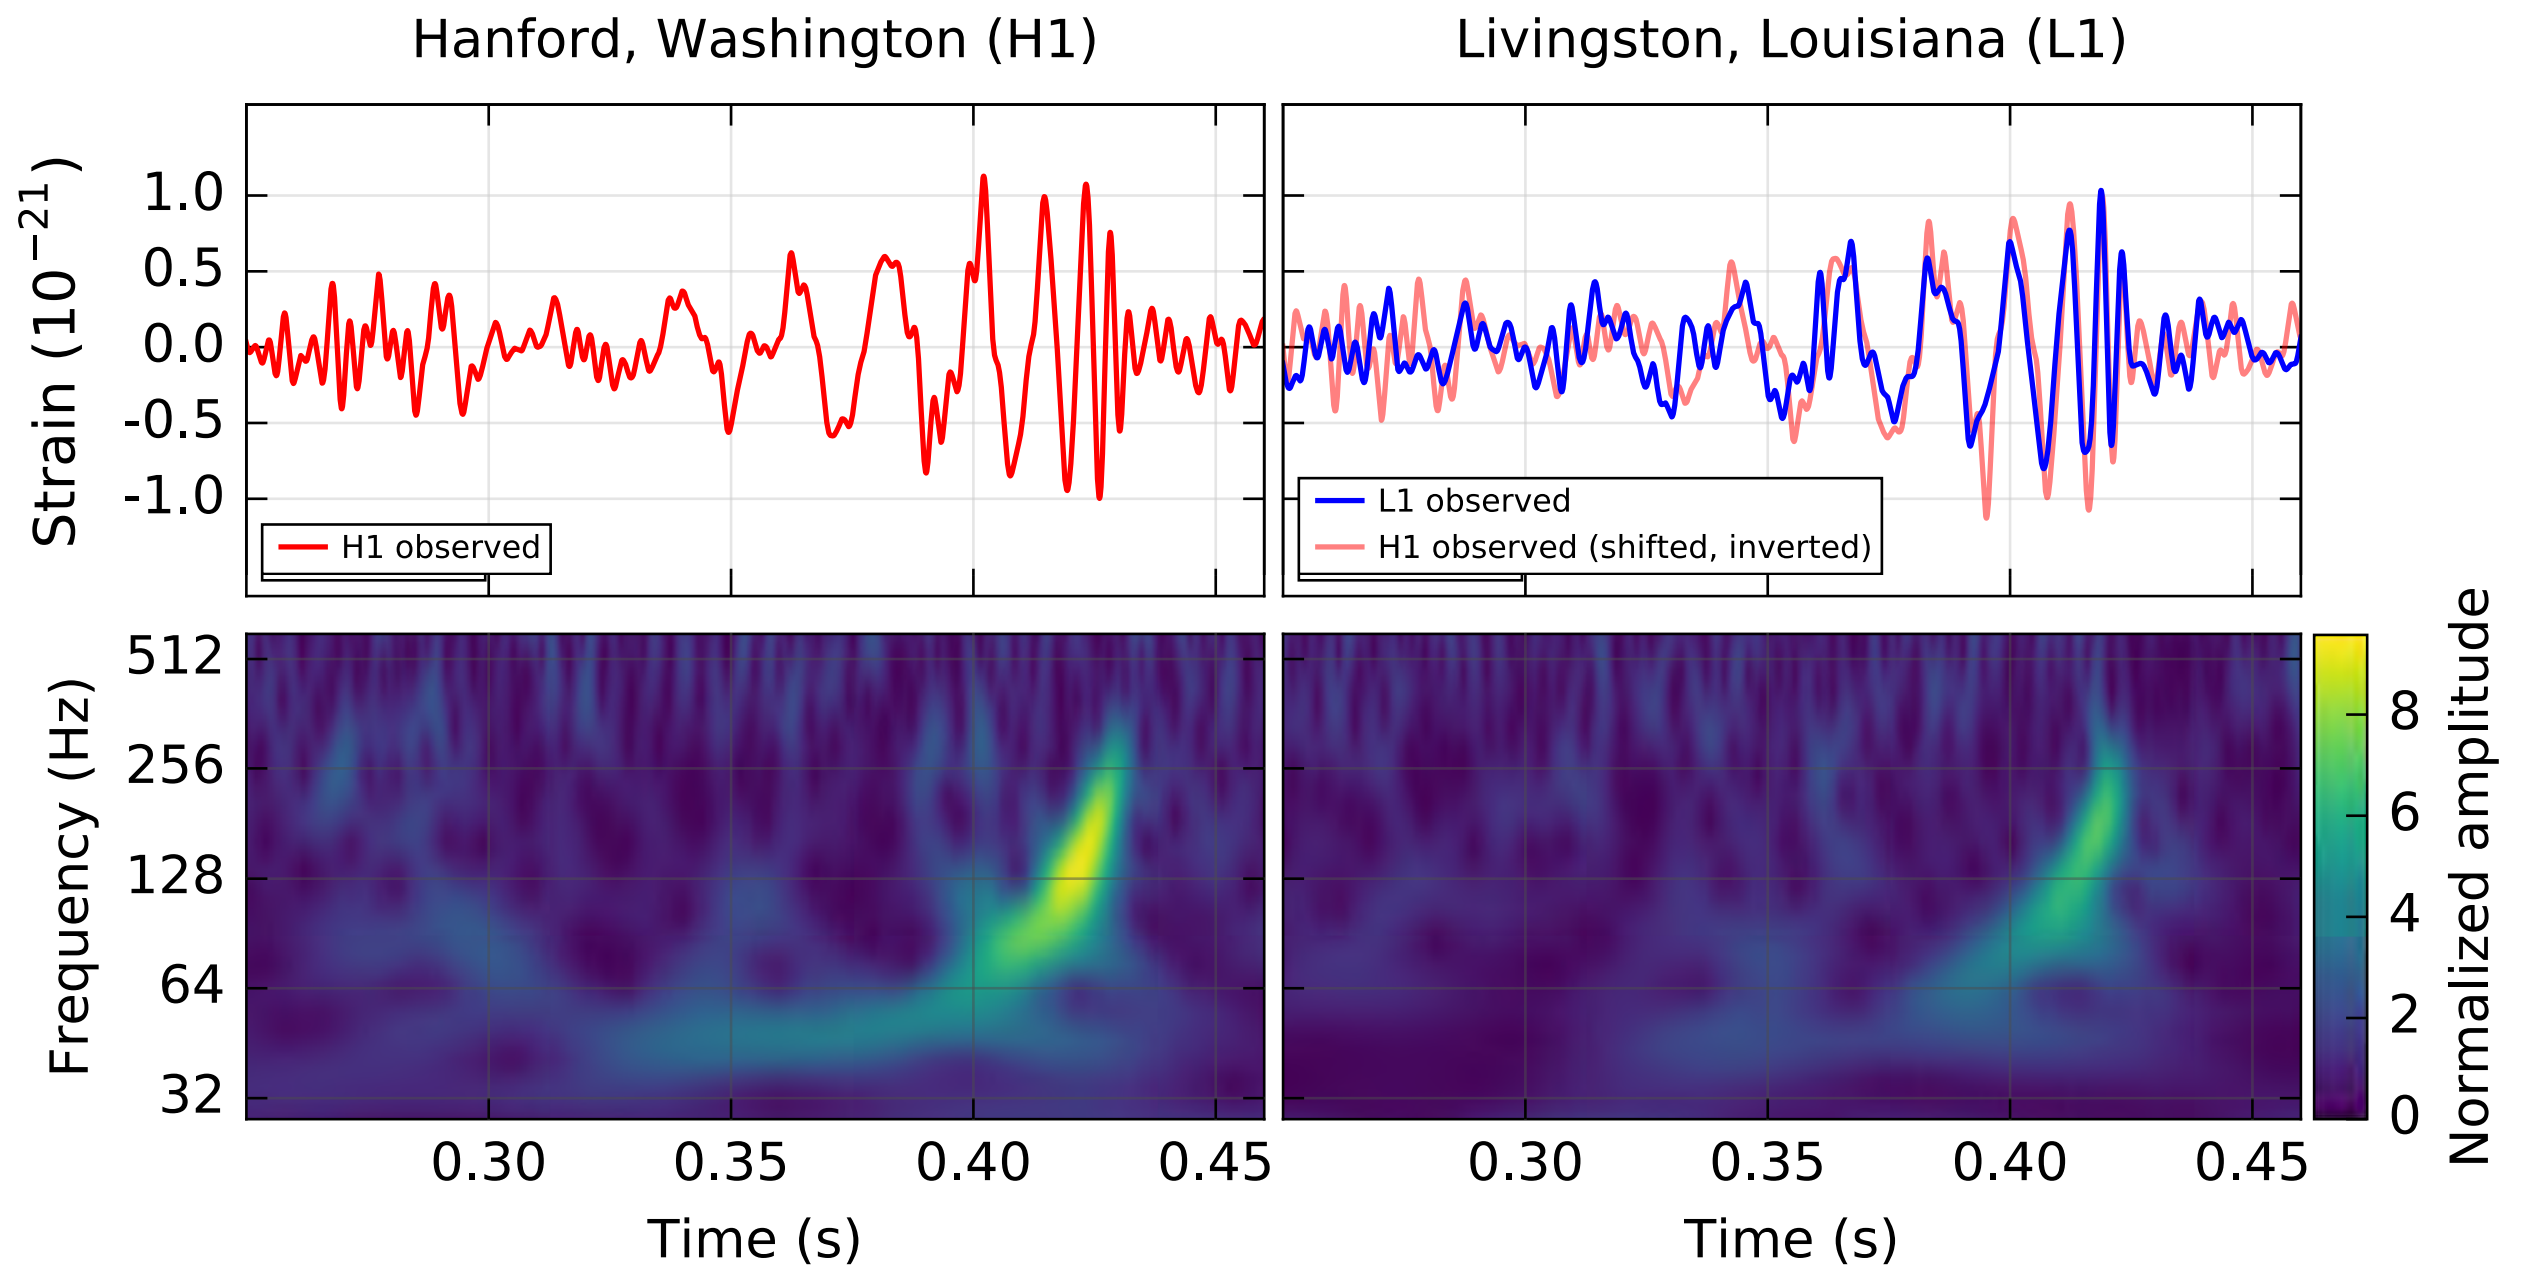 Hanford, Washington (H1)
Livingston, Louisiana (L1)
Strain (10⁻²¹)
1.0
0.5
0.0
-0.5
-1.0
H1 observed
L1 observed
H1 observed (shifted, inverted)
Frequency (Hz)
512
256
128
64
32
0.30 0.35 0.40 0.45
Time (s)
0.30 0.35 0.40 0.45
Time (s)
8
6
4
2
0
Normalized amplitude